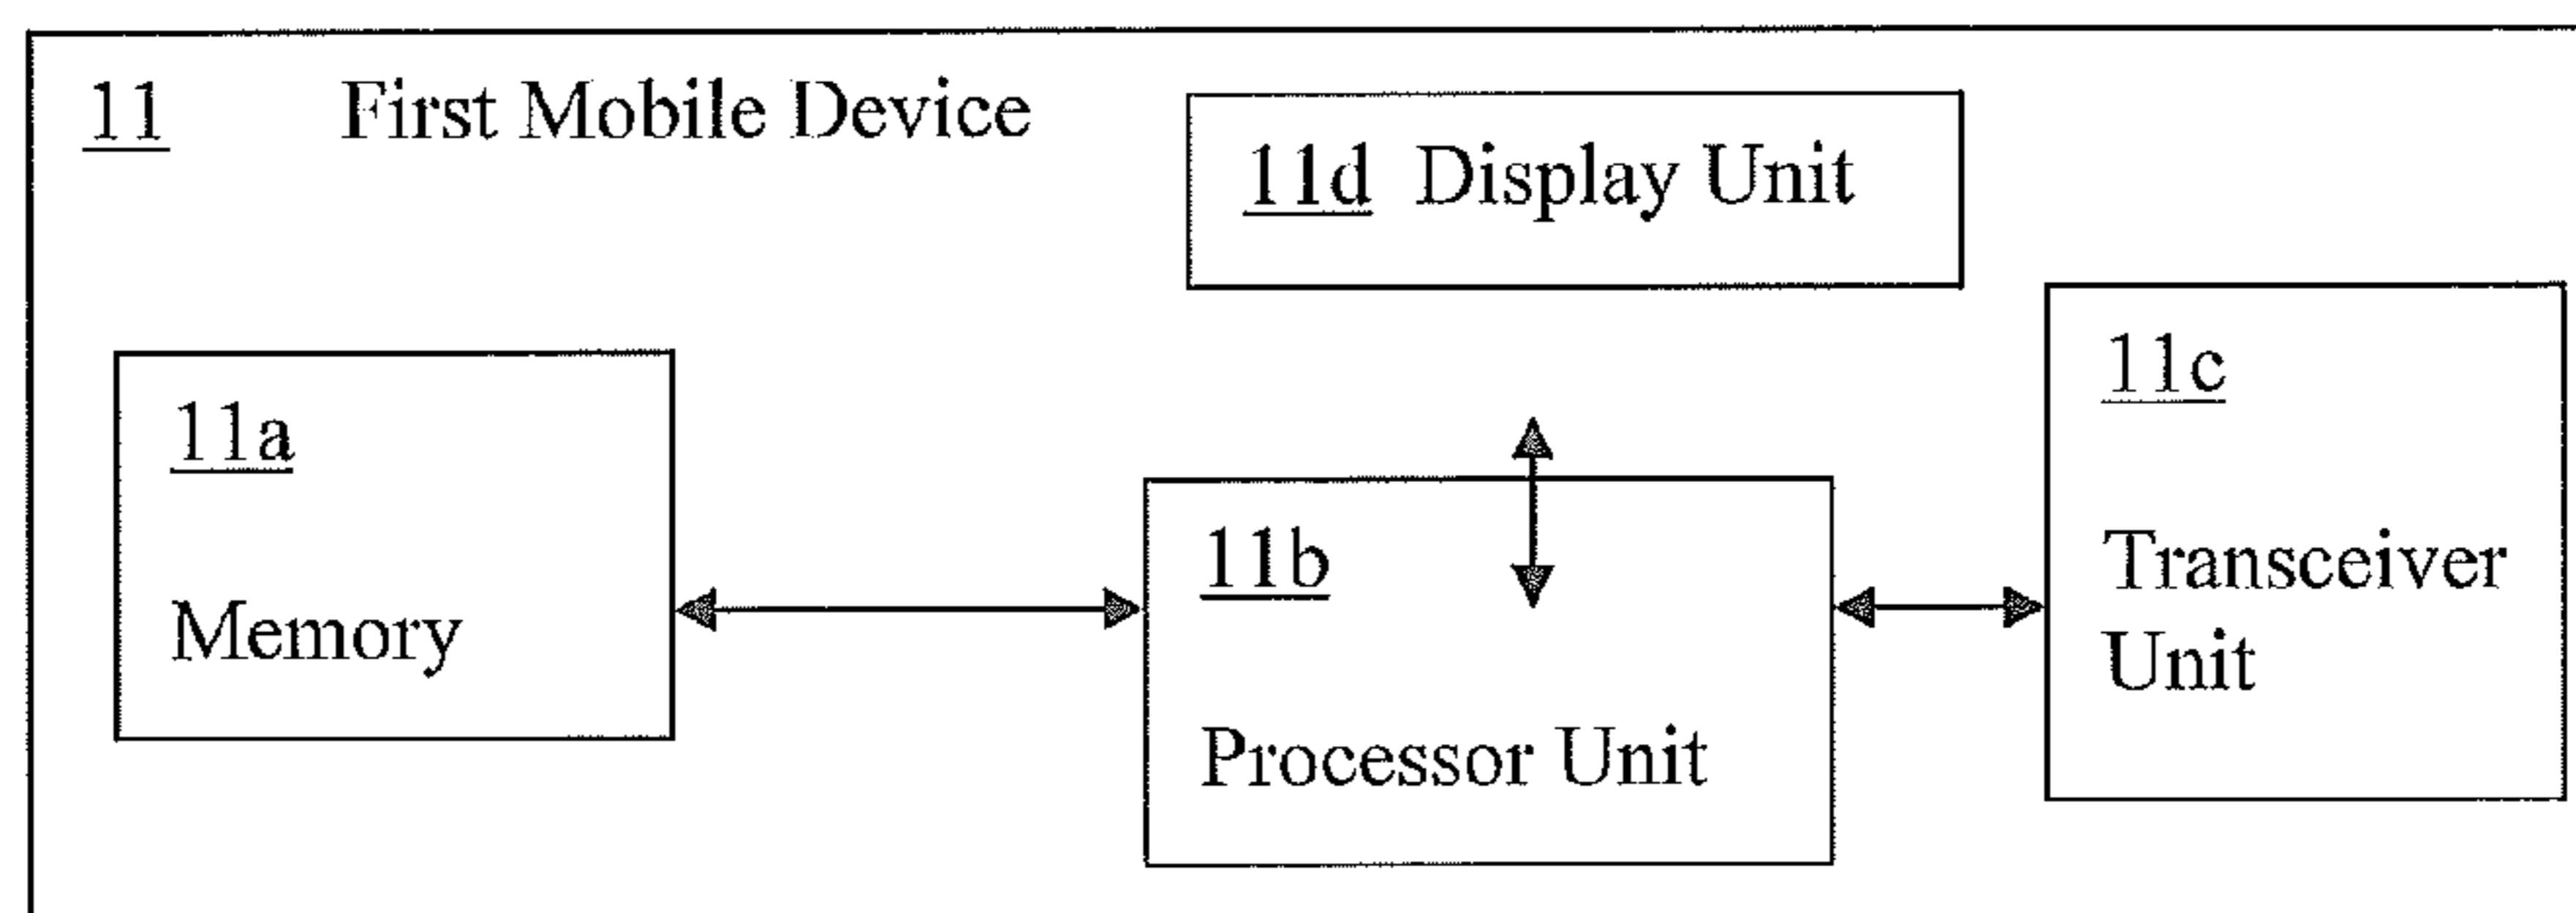 11 First Mobile Device
11d Display Unit
11a
Memory
11b
Processor Unit
11c
Transceiver
Unit